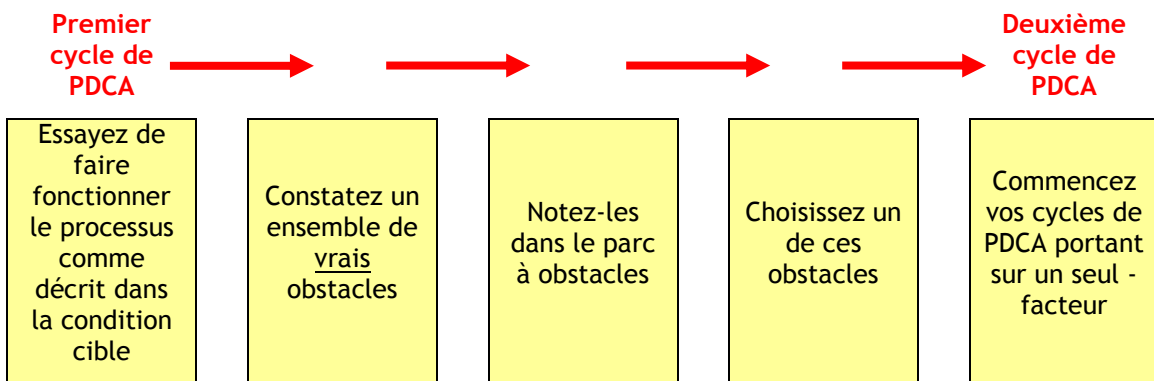 Premier
cycle de
PDCA
Deuxième
cycle de
PDCA
Essayez de
faire
fonctionner
le processus
comme
décrit dans
la condition
cible
Constatez un
ensemble de
vrais
obstacles
Notez-les
dans le parc
à obstacles
Choisissez un
de ces
obstacles
Commencez
vos cycles de
PDCA portant
sur un seul -
facteur